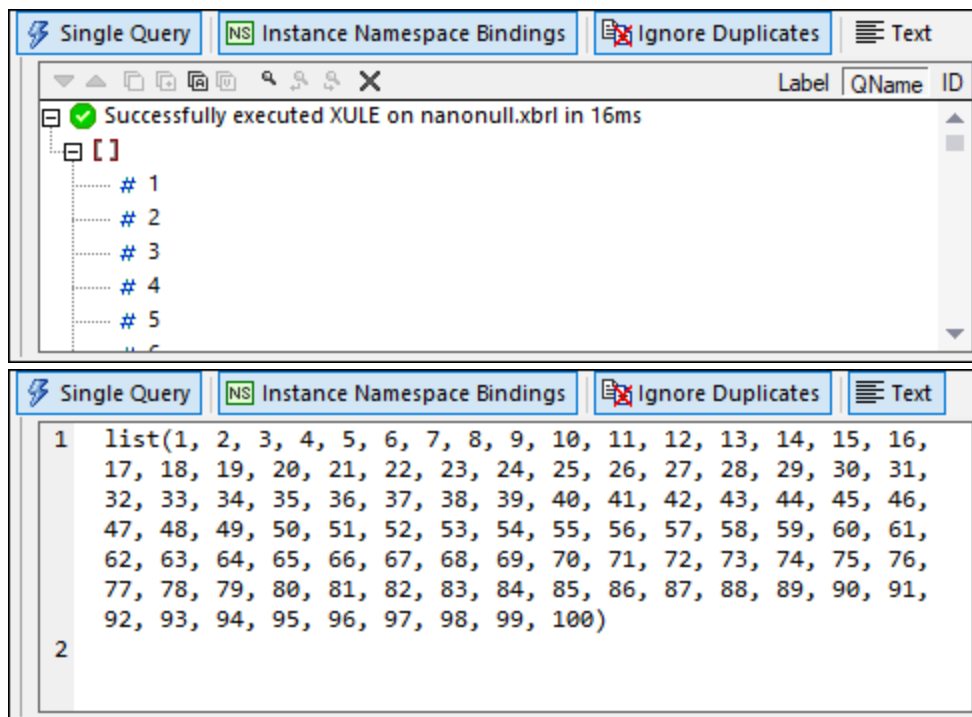 Single Query NS Instance Namespace Bindings Ignore Duplicates Text
Label QName ID
Successfully executed XULE on nanonull.xbrl in 16ms
[ ]
# 1
# 2
# 3
# 4
# 5
Single Query NS Instance Namespace Bindings Ignore Duplicates Text
1 list(1, 2, 3, 4, 5, 6, 7, 8, 9, 10, 11, 12, 13, 14, 15, 16,
17, 18, 19, 20, 21, 22, 23, 24, 25, 26, 27, 28, 29, 30, 31,
32, 33, 34, 35, 36, 37, 38, 39, 40, 41, 42, 43, 44, 45, 46,
47, 48, 49, 50, 51, 52, 53, 54, 55, 56, 57, 58, 59, 60, 61,
62, 63, 64, 65, 66, 67, 68, 69, 70, 71, 72, 73, 74, 75, 76,
77, 78, 79, 80, 81, 82, 83, 84, 85, 86, 87, 88, 89, 90, 91,
92, 93, 94, 95, 96, 97, 98, 99, 100)
2